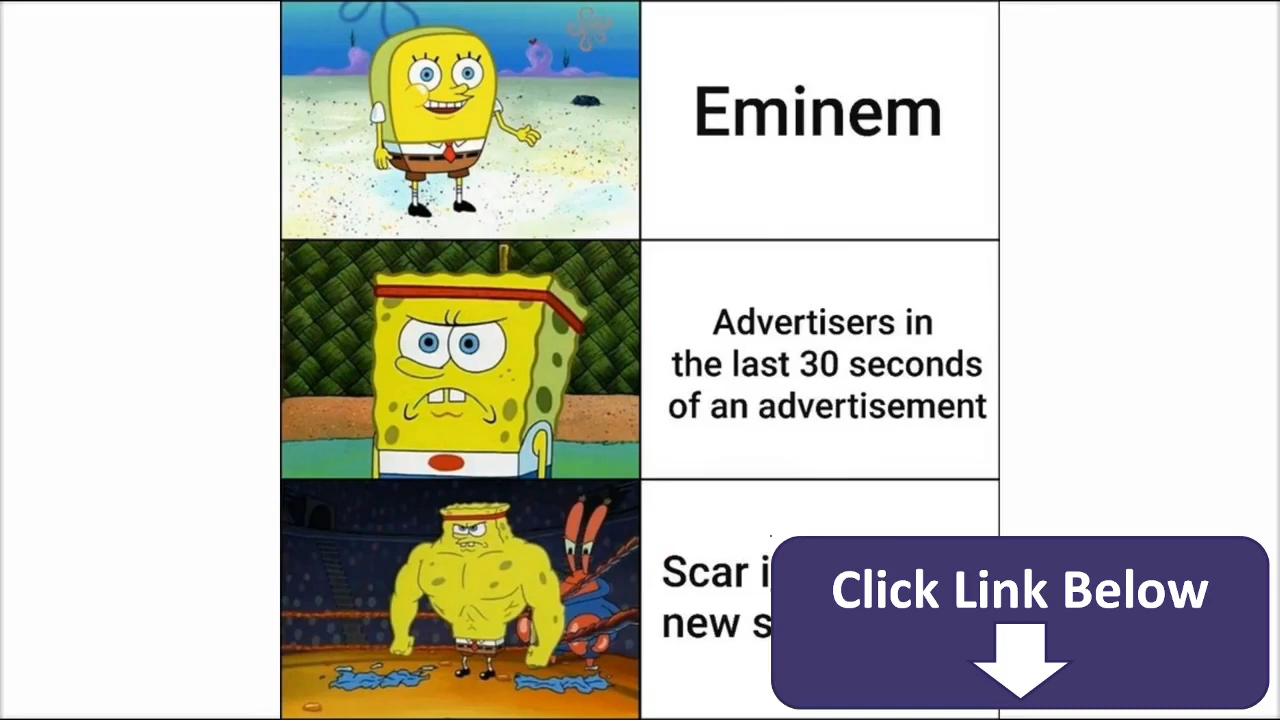 Eminem
Advertisers in
the last 30 seconds
of an advertisement
Scar
new
Click Link Below